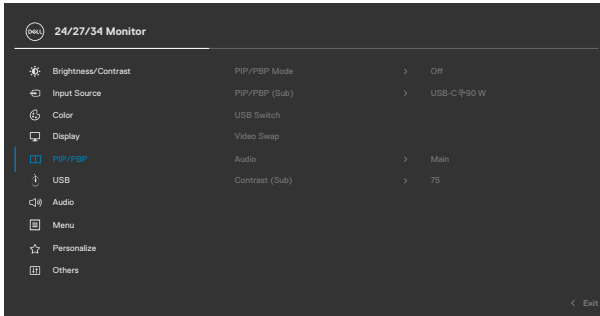 DELL 24/27/34 Monitor
Brightness/Contrast PIP/PBP Mode > Off
Input Source PIP/PBP (Sub) > USB-C 90 W
Color USB Switch
Display Video Swap
PIP/PBP Audio > Main
USB Contrast (Sub) > 75
Audio
Menu
Personalize
Others
< Exit